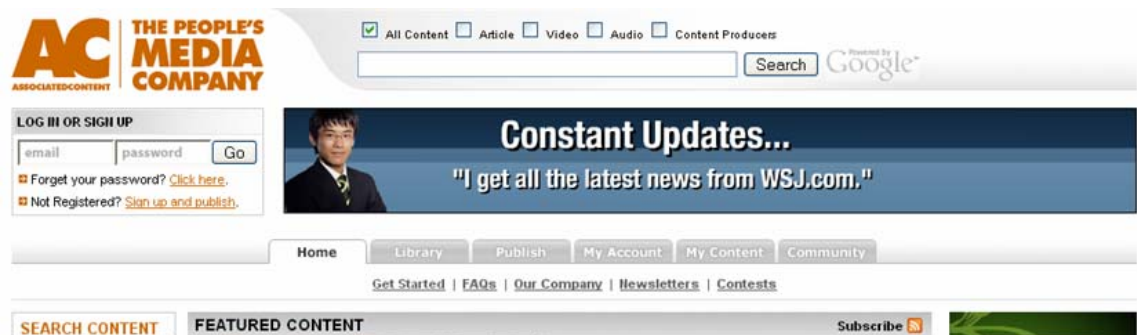 AC
ASSOCIATEDCONTENT
THE PEOPLE'S
MEDIA
COMPANY
All Content Article Video Audio Content Producers
Search
Powered by
Google
LOG IN OR SIGN UP
email password Go
Forget your password? Click here.
Not Registered? Sign up and publish.
Constant Updates...
"I get all the latest news from WSJ.com."
Home Library Publish My Account My Content Community
Get Started | FAQs | Our Company | Newsletters | Contests
SEARCH CONTENT
FEATURED CONTENT
Subscribe